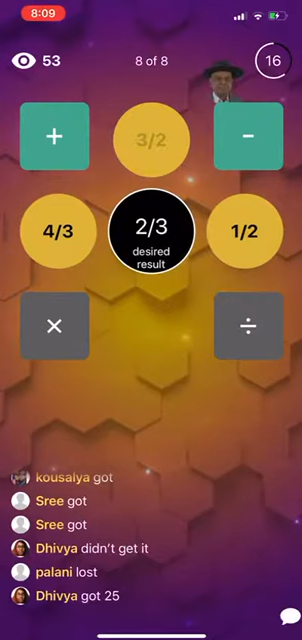 8:09
53
8 of 8
16
+
3/2
-
4/3
2/3
desired
result
1/2
×
÷
kousalya got
Sree got
Sree got
Dhivya didn't get it
palani lost
Dhivya got 25